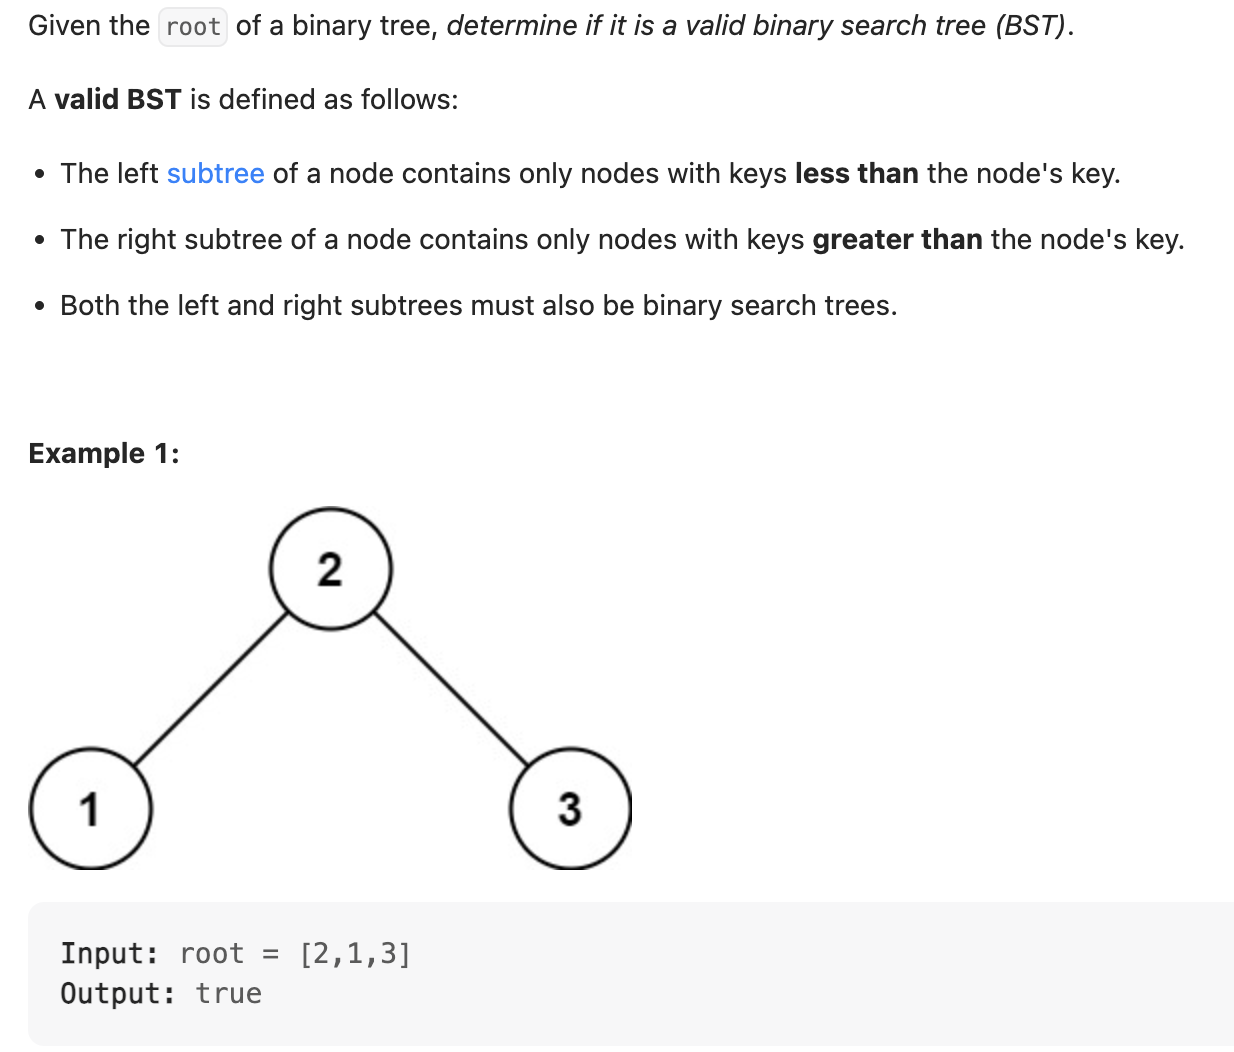 Given the root of a binary tree, determine if it is a valid binary search tree (BST).
A valid BST is defined as follows:
• The left subtree of a node contains only nodes with keys less than the node's key.
• The right subtree of a node contains only nodes with keys greater than the node's key.
• Both the left and right subtrees must also be binary search trees.
Example 1:
2
1
3
Input: root = [2,1,3]
Output: true